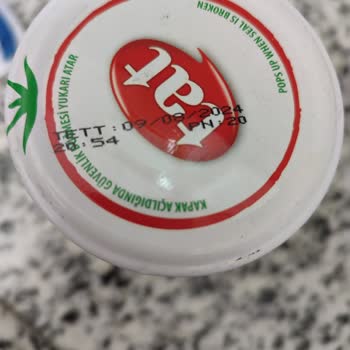 POPS UP WHEN SEAL IS BROKEN
KAPAK AÇILDIĞINDA GÜVENLİK DÜĞMESİ YUKARI ATAR
Tat
TETT:09/09/2024
20:54 PN:20